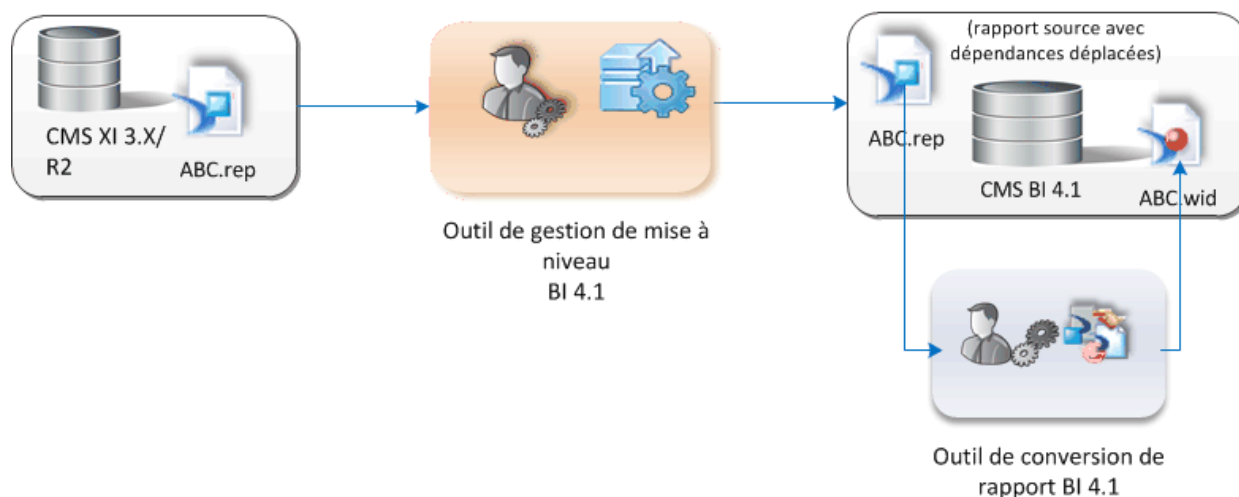 CMS XI 3.X/
R2
ABC.rep
Outil de gestion de mise à
niveau
BI 4.1
(rapport source avec
dépendances déplacées)
ABC.rep
CMS BI 4.1
ABC.wid
Outil de conversion de
rapport BI 4.1